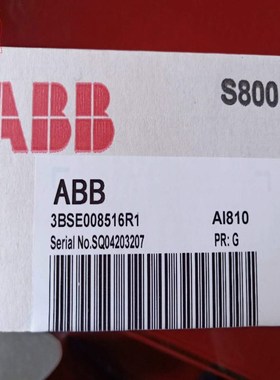 ABB S800
ABB
3BSE008516R1 AI810
Serial No.SQ04203207 PR: G